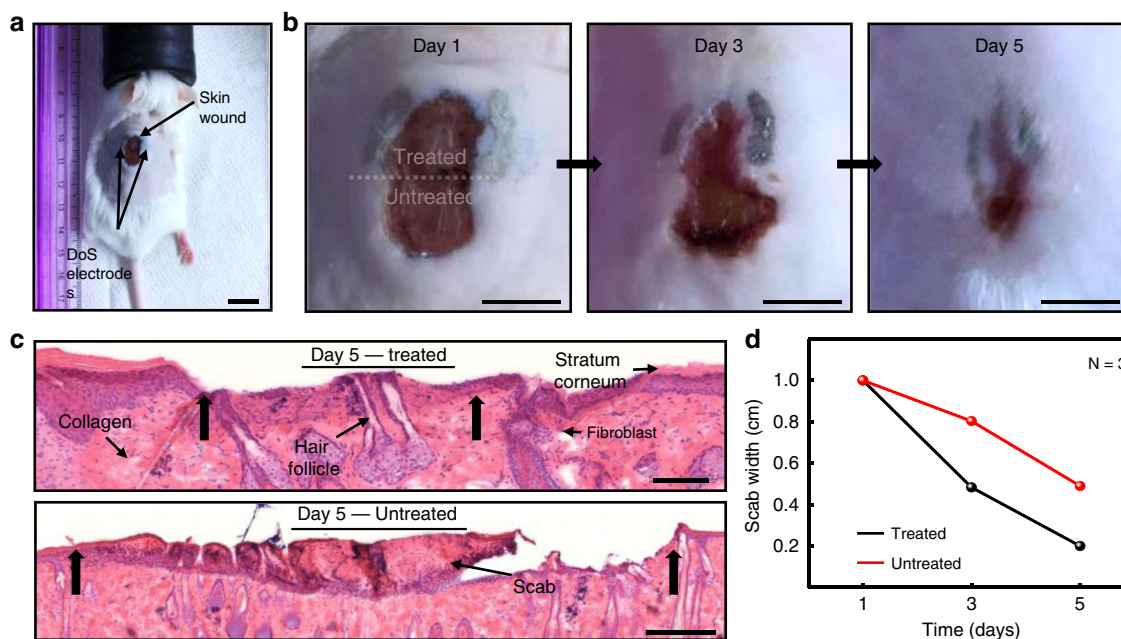 a
Skin
wound
DoS
electrode
s
b
Day 1
Treated
Untreated
Day 3
Day 5
c
Day 5 — treated
Stratum
corneum
Collagen
Hair
follicle
Fibroblast
Day 5 — Untreated
Scab
d
N = 3
Scab width (cm)
1.0
0.8
0.6
0.4
0.2
Treated
Untreated
1
3
5
Time (days)